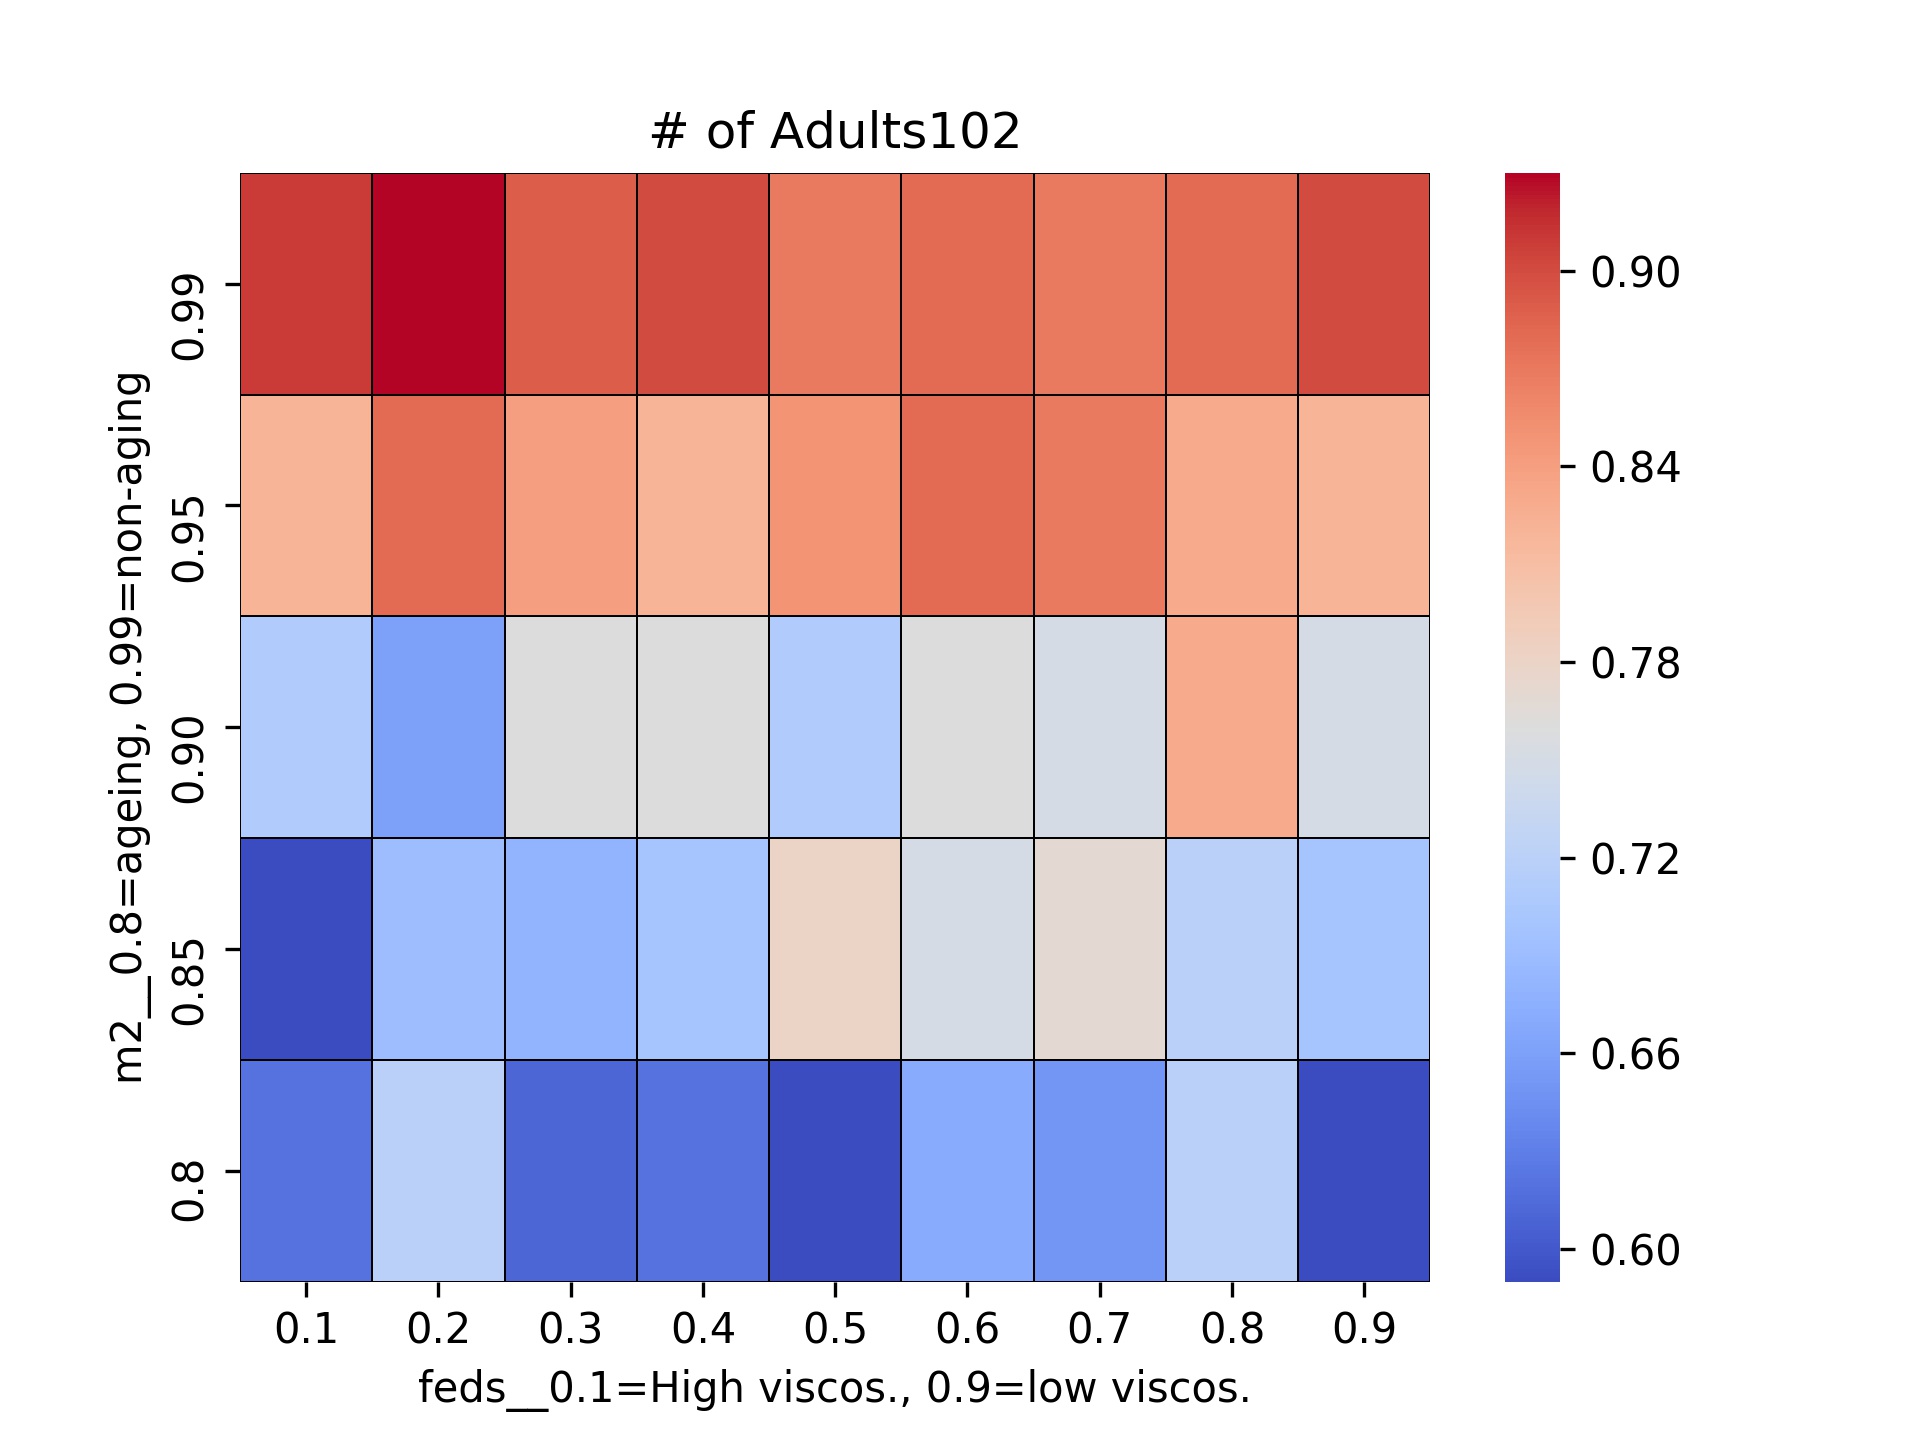 # of Adults102
m2__0.8=ageing, 0.99=non-aging
0.99
0.95
0.90
0.85
0.8
0.1 0.2 0.3 0.4 0.5 0.6 0.7 0.8 0.9
feds__0.1=High viscos., 0.9=low viscos.
0.90
0.84
0.78
0.72
0.66
0.60